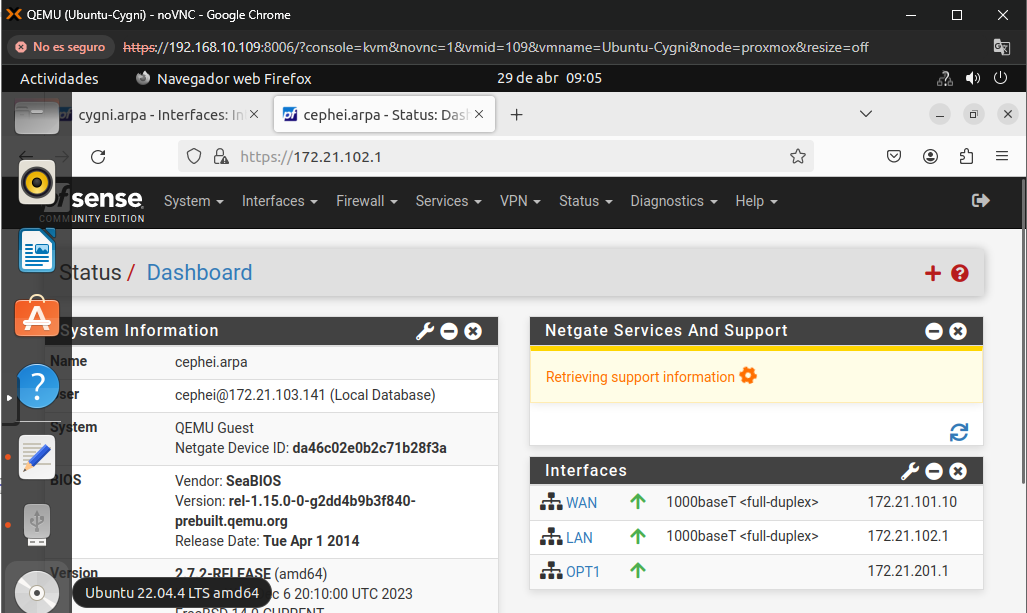 QEMU (Ubuntu-Cygni) - noVNC - Google Chrome
No es seguro https://192.168.10.109:8006/?console=kvm&novnc=1&vmid=109&vmname=Ubuntu-Cygni&node=proxmox&resize=off
Actividades Navegador web Firefox 29 de abr 09:05
cygni.arpa - Interfaces: In cephei.arpa - Status: Dash
https://172.21.102.1
sense
COMMUNITY EDITION
System Interfaces Firewall Services VPN Status Diagnostics Help
Status / Dashboard
System Information
Name cephei.arpa
ser cephei@172.21.103.141 (Local Database)
System QEMU Guest
Netgate Device ID: da46c02e0b2c71b28f3a
BIOS Vendor: SeaBIOS
Version: rel-1.15.0-0-g2dd4b9b3f840-
prebuilt.qemu.org
Release Date: Tue Apr 1 2014
Version 2.7.2-RELEASE (amd64)
c 6 20:10:00 UTC 2023
FreeBSD 14.0-CURRENT
Ubuntu 22.04.4 LTS amd64
Netgate Services And Support
Retrieving support information
Interfaces
WAN 1000baseT <full-duplex> 172.21.101.10
LAN 1000baseT <full-duplex> 172.21.102.1
OPT1 172.21.201.1